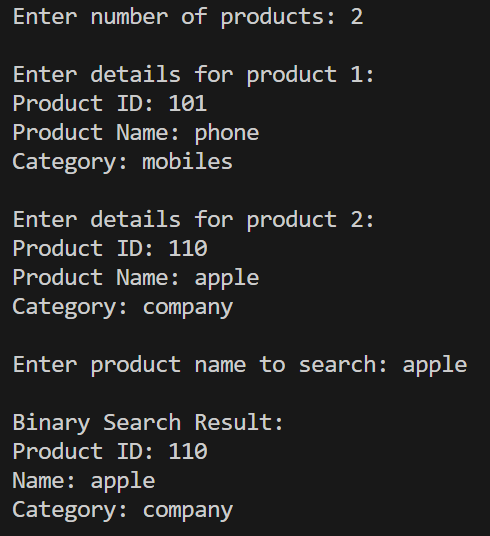 Enter number of products: 2
Enter details for product 1:
Product ID: 101
Product Name: phone
Category: mobiles
Enter details for product 2:
Product ID: 110
Product Name: apple
Category: company
Enter product name to search: apple
Binary Search Result:
Product ID: 110
Name: apple
Category: company